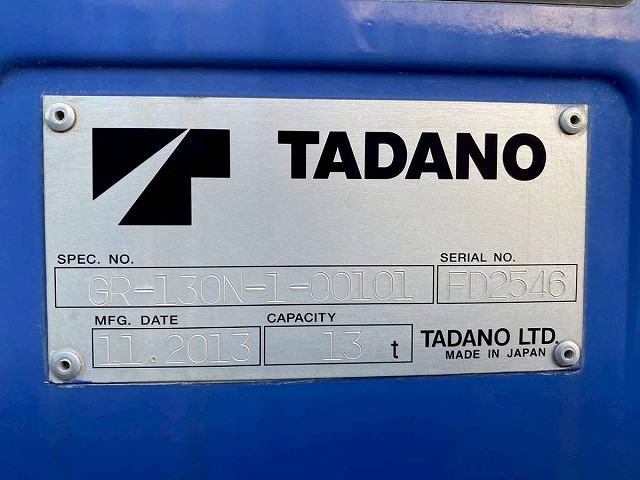 TADANO
SPEC. NO.
GR-130N-1-00101
SERIAL NO.
FD2546
MFG. DATE
11.2013
CAPACITY
13 t
TADANO LTD.
MADE IN JAPAN